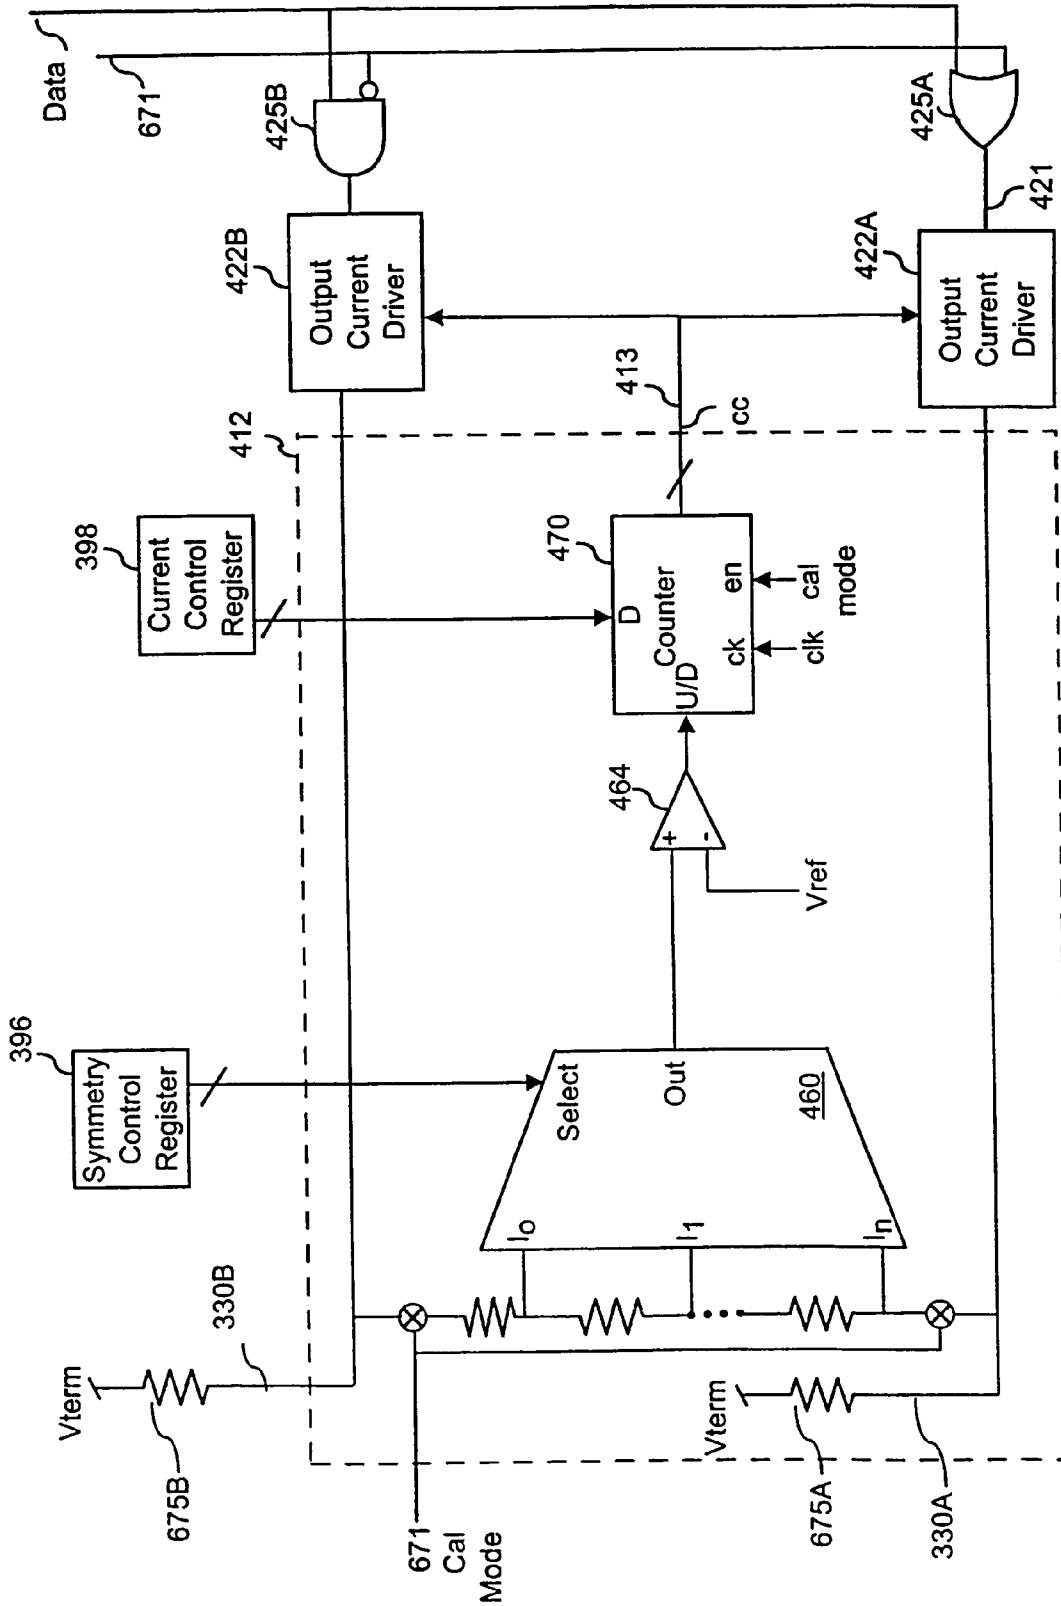 Data
671
425B
425A
421
422B
Output
Current
Driver
422A
Output
Current
Driver
412
413
cc
398
Current
Control
Register
470
D
Counter
U/D
ck
en
clk
cal
mode
464
+
-
Vref
396
Symmetry
Control
Register
Select
Out
460
I0
I1
In
Vterm
330B
675B
671
Cal
Mode
Vterm
675A
330A